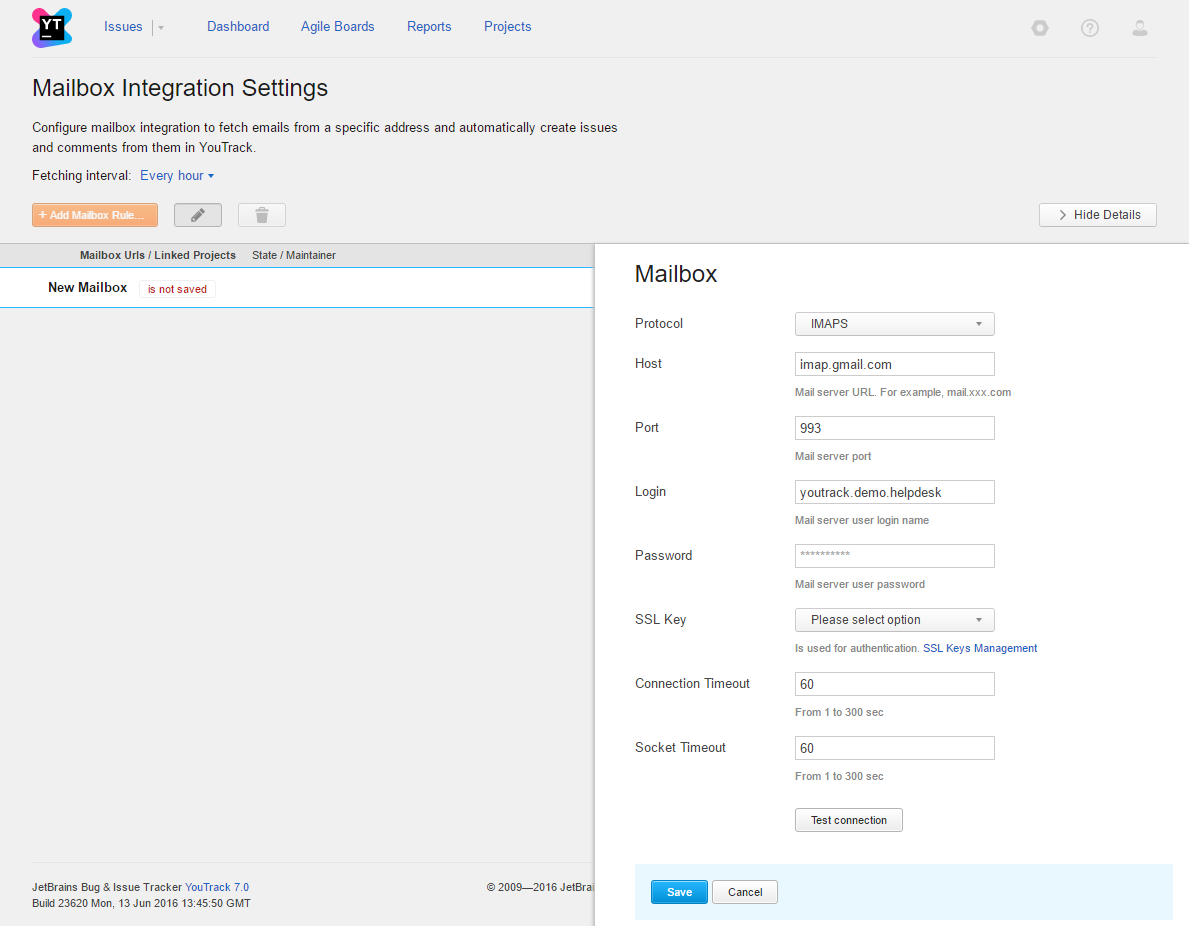 YT
Issues Dashboard Agile Boards Reports Projects
Mailbox Integration Settings
Configure mailbox integration to fetch emails from a specific address and automatically create issues
and comments from them in YouTrack.
Fetching interval: Every hour
+ Add Mailbox Rule...
Hide Details
Mailbox Urls / Linked Projects State / Maintainer
New Mailbox is not saved
Mailbox
Protocol IMAPS
Host imap.gmail.com
Mail server URL. For example, mail.xxx.com
Port 993
Mail server port
Login youtrack.demo.helpdesk
Mail server user login name
Password **********
Mail server user password
SSL Key Please select option
Is used for authentication. SSL Keys Management
Connection Timeout 60
From 1 to 300 sec
Socket Timeout 60
From 1 to 300 sec
Test connection
Save Cancel
JetBrains Bug & Issue Tracker YouTrack 7.0
Build 23620 Mon, 13 Jun 2016 13:45:50 GMT
© 2009—2016 JetBrai